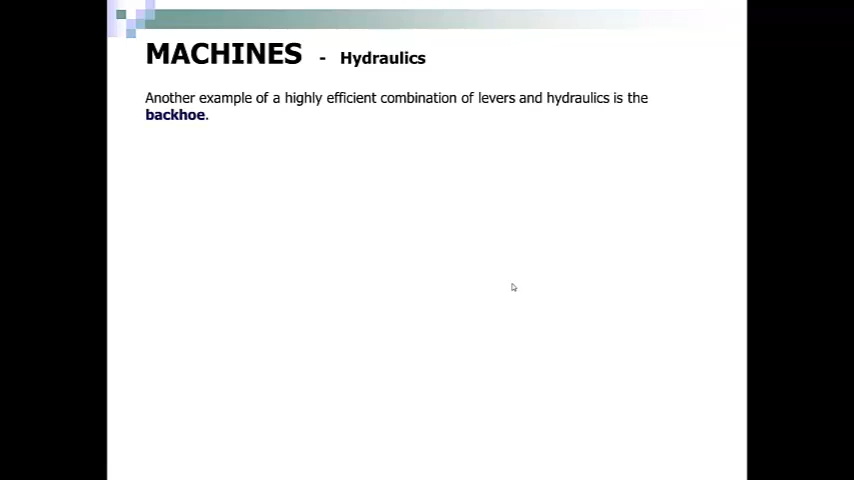 MACHINES - Hydraulics
Another example of a highly efficient combination of levers and hydraulics is the
backhoe.